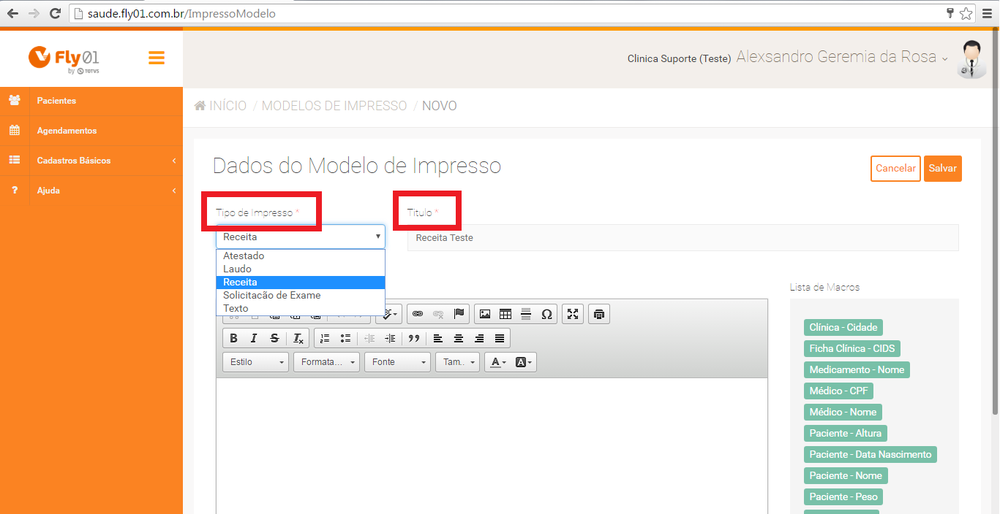 saude.fly01.com.br/ImpressoModelo
Fly01
by TOTVS
Clinica Suporte (Teste) Alexsandro Geremia da Rosa
Pacientes
Agendamentos
Cadastros Básicos
? Ajuda
INÍCIO / MODELOS DE IMPRESSO / NOVO
Dados do Modelo de Impresso
Cancelar
Salvar
Tipo de Impresso *
Titulo *
Receita
Receita Teste
Atestado
Laudo
Receita
Solicitacão de Exame
Texto
Lista de Macros
B I S Ix
Estilo
Formata...
Fonte
Tam..
A
A
Clínica - Cidade
Ficha Clínica - CIDS
Medicamento - Nome
Médico - CPF
Médico - Nome
Paciente - Altura
Paciente - Data Nascimento
Paciente - Nome
Paciente - Peso